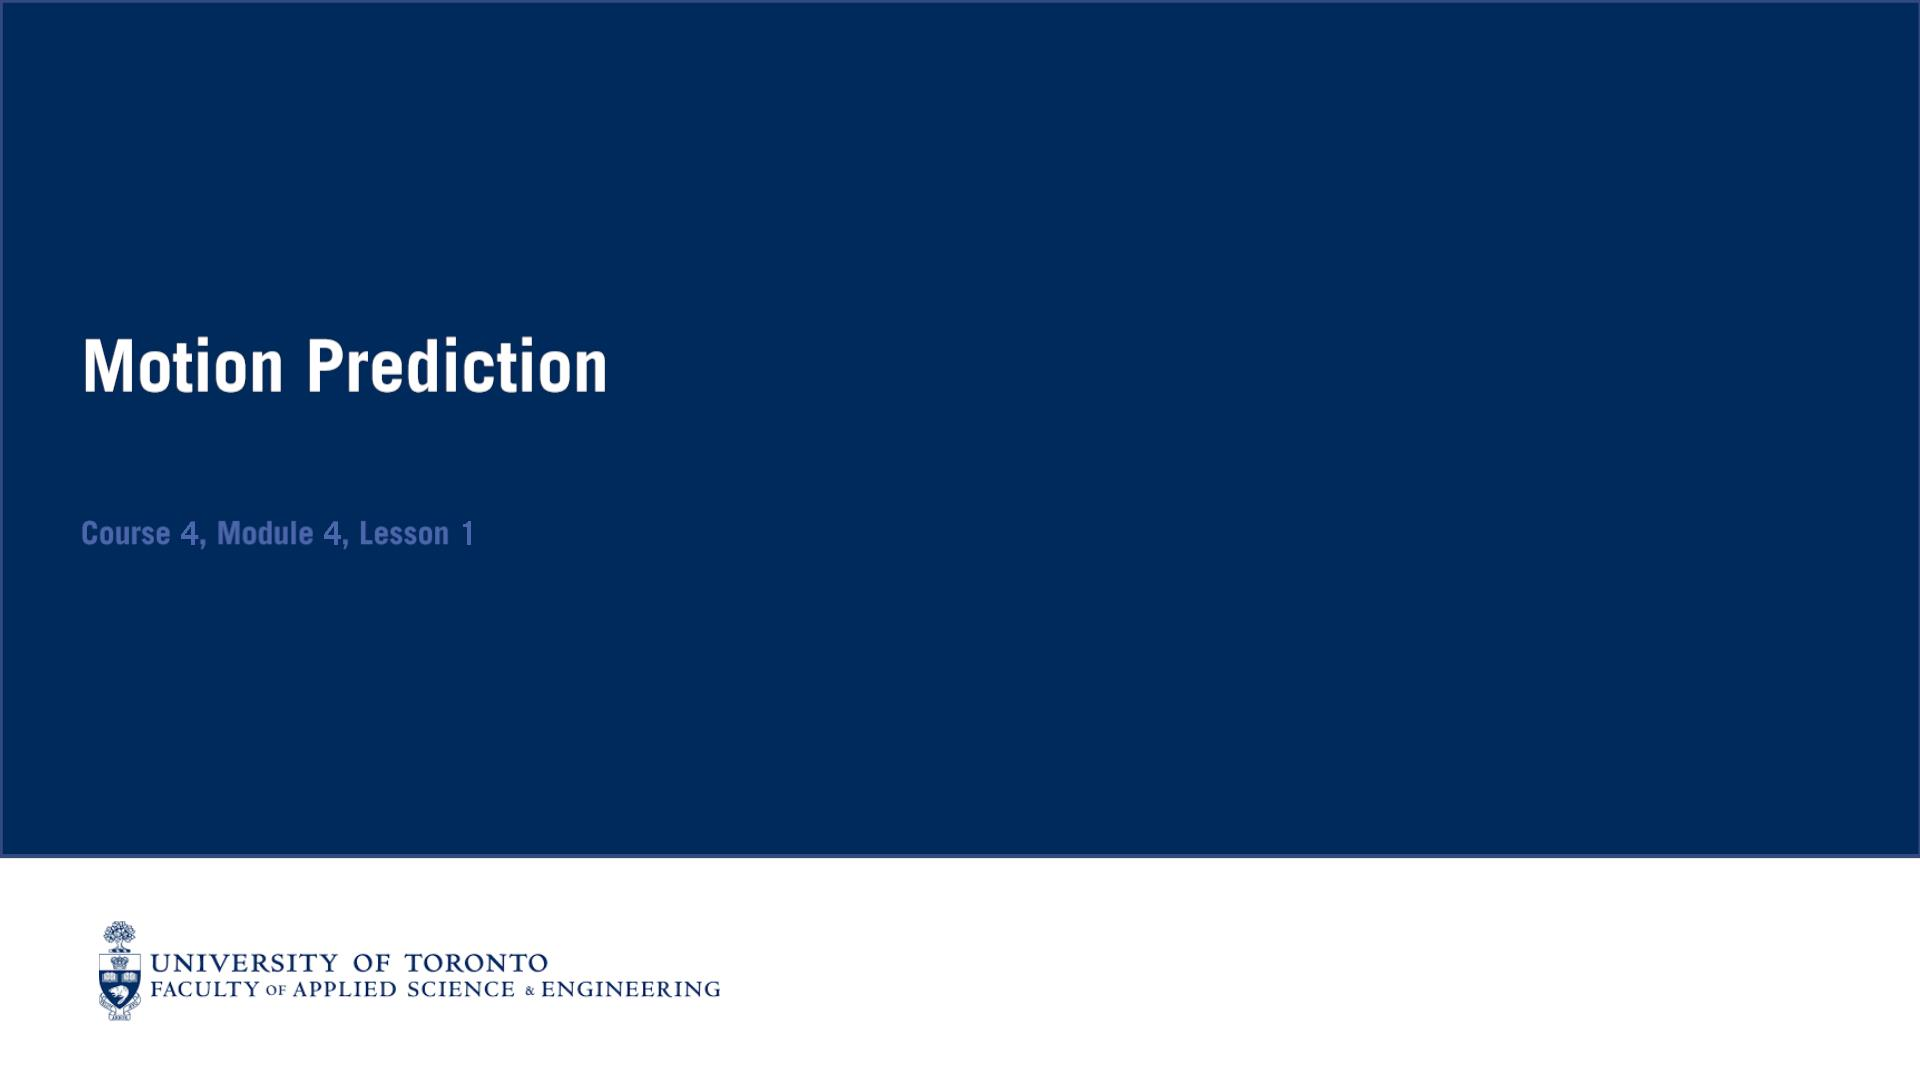 Motion Prediction
Course 4, Module 4, Lesson 1
UNIVERSITY OF TORONTO
FACULTY OF APPLIED SCIENCE & ENGINEERING